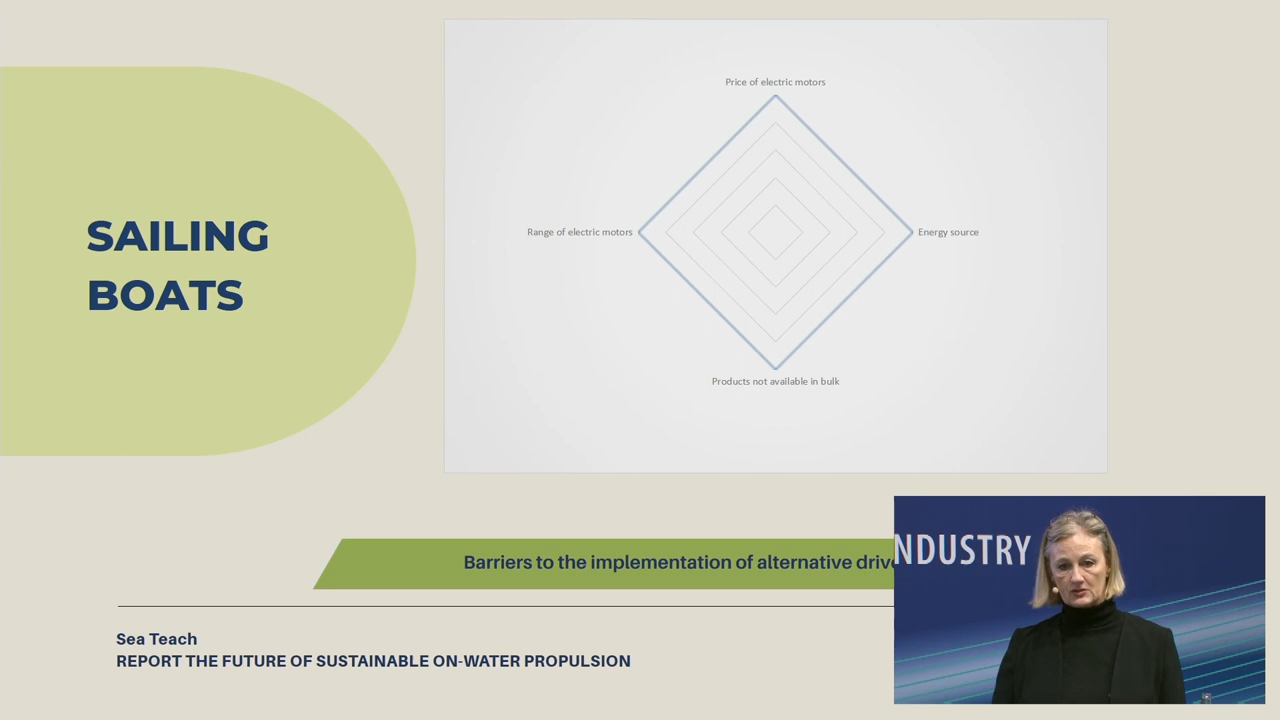 Price of electric motors
SAILING
BOATS
Range of electric motors
Energy source
Products not available in bulk
Barriers to the implementation of alternative
NDUSTRY
Sea Teach
REPORT THE FUTURE OF SUSTAINABLE ON-WATER PROPULSION